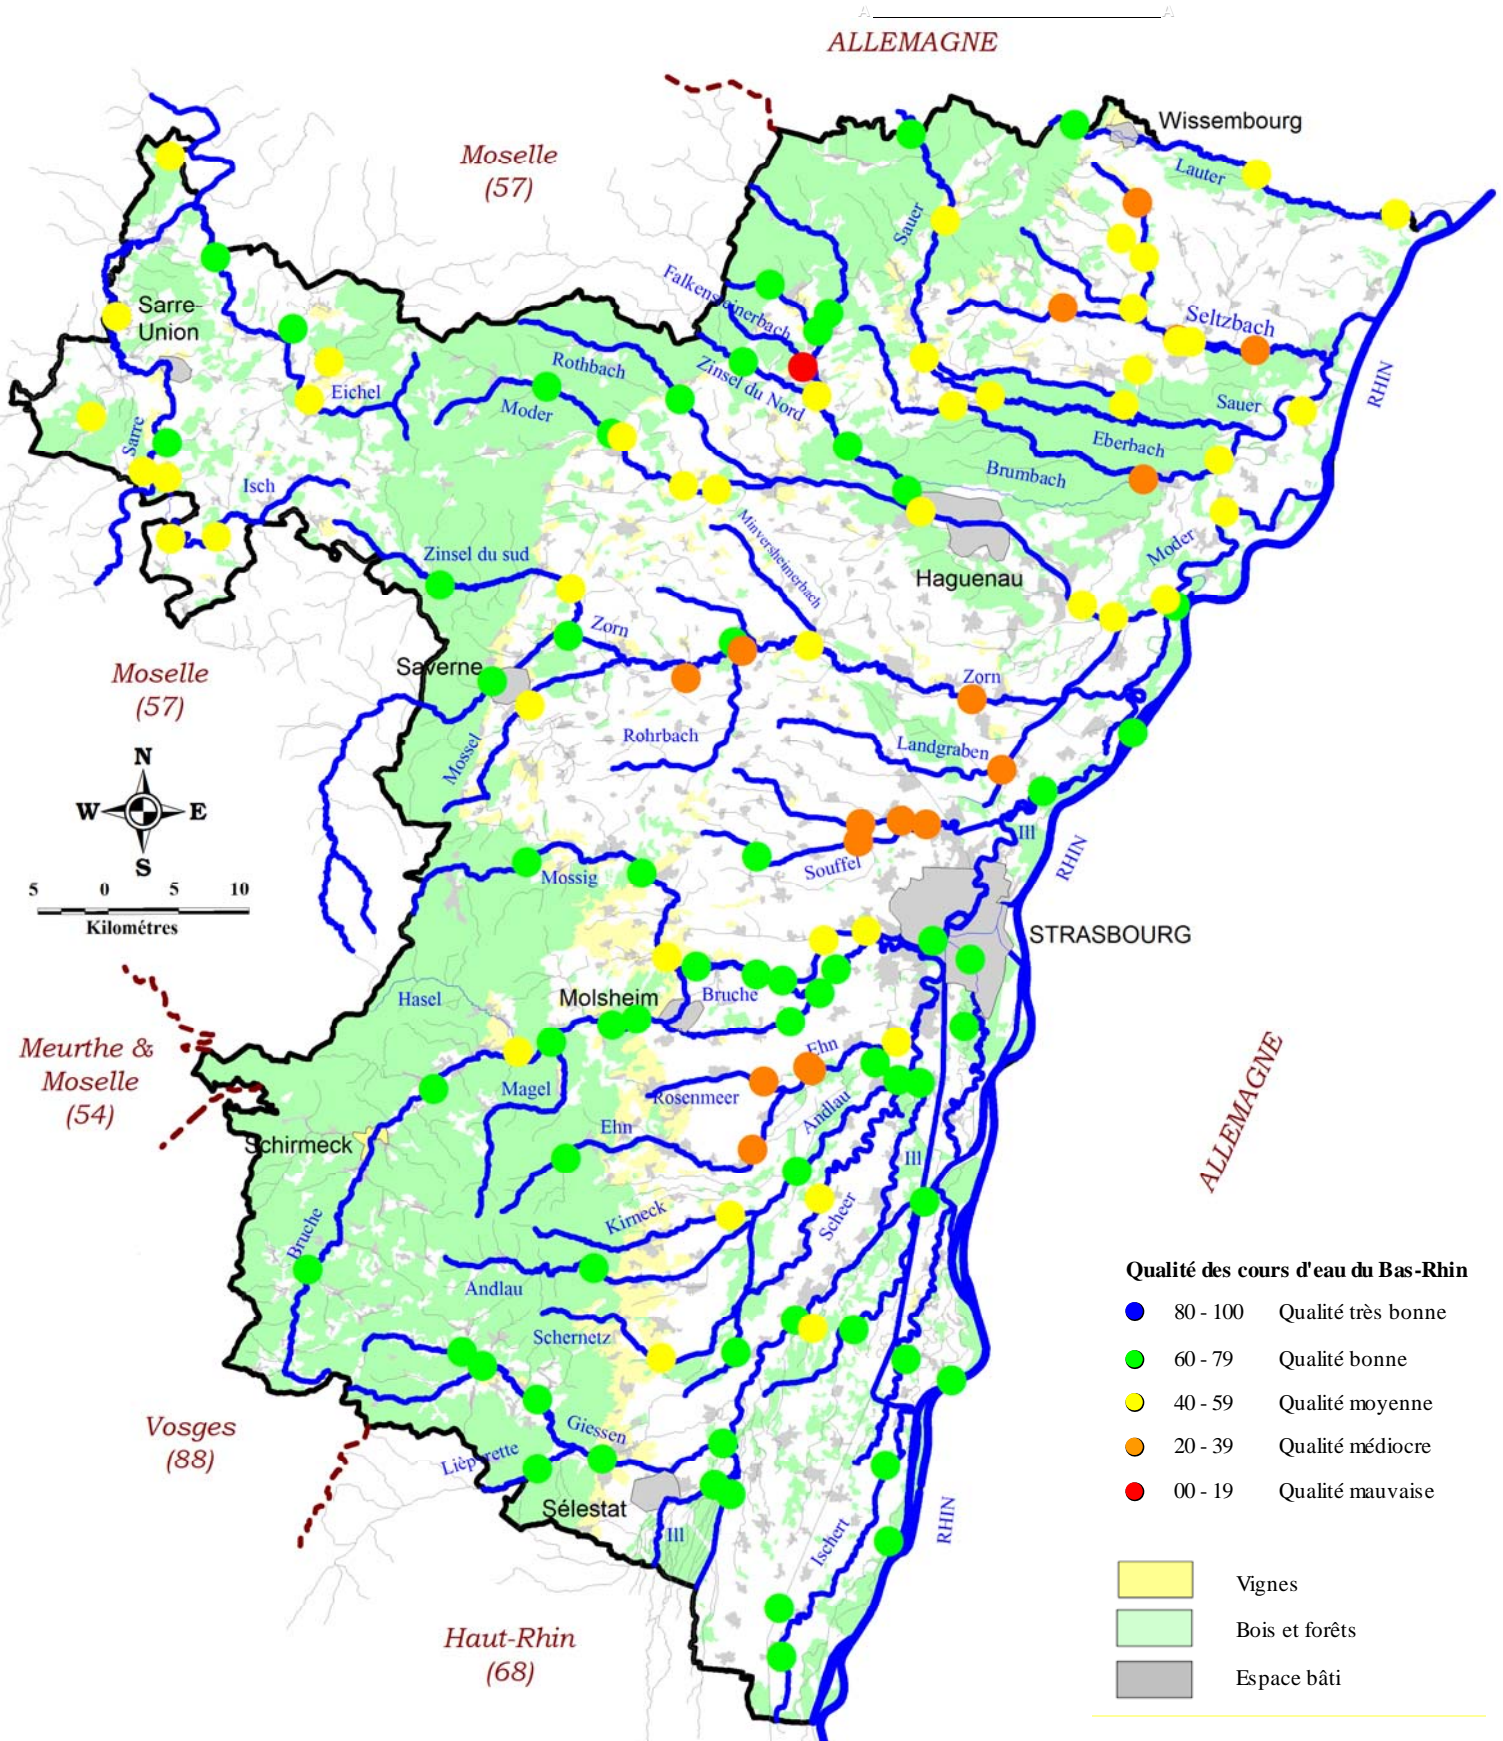 A A
ALLEMAGNE
Wissembourg
Lauter
Moselle
(57)
Sauer
Falkensteinerbach
Sarre
Union
Seltzbach
Rothbach
Zinsel du Nord
RHIN
Eichel
Moder
Sauer
Sarre
Eberbach
Brumbach
Isch
Minversheimerbach
Moder
Zinsel du sud
Haguenau
Zorn
Saverne
Moselle
(57)
Zorn
Rohrbach
Landgraben
Mossel
N
W E
S
Ill
RHIN
Souffel
Mossig
5 0 5 10
Kilométres
STRASBOURG
Hasel
Molsheim
Bruche
Meurthe &
Moselle
(54)
Ehn
Magel
Rosenmeer
Andlau
ALLEMAGNE
Ehn
Schirmeck
Ill
Kirneck
Scheer
Bruche
Andlau
Schernetz
Qualité des cours d'eau du Bas-Rhin
80 - 100 Qualité très bonne
60 - 79 Qualité bonne
40 - 59 Qualité moyenne
20 - 39 Qualité médiocre
00 - 19 Qualité mauvaise
Vosges
(88)
Giessen
Lièpvrette
Sélestat
Ill
RHIN
Ischert
Vignes
Bois et forêts
Espace bâti
Haut-Rhin
(68)